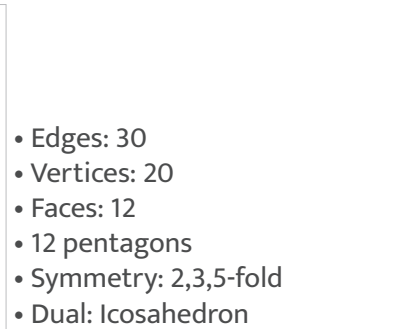 • Edges: 30
• Vertices: 20
• Faces: 12
• 12 pentagons
• Symmetry: 2,3,5-fold
• Dual: Icosahedron